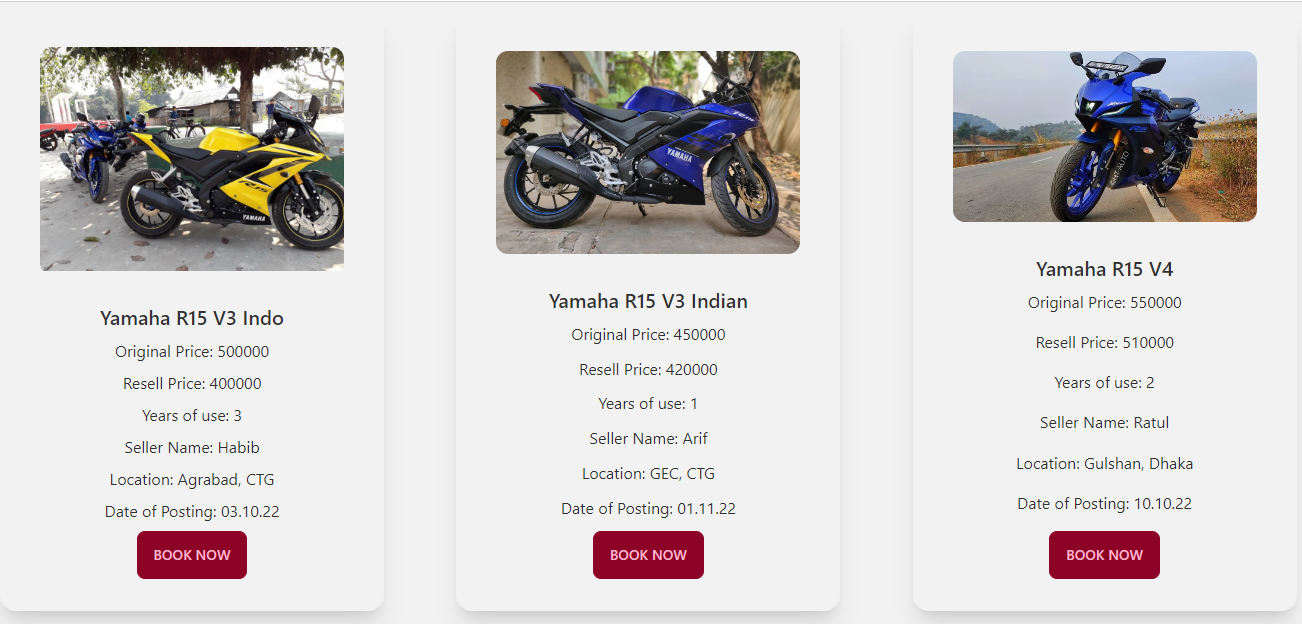 R15
YAMAHA
Yamaha R15 V3 Indo
Original Price: 500000
Resell Price: 400000
Years of use: 3
Seller Name: Habib
Location: Agrabad, CTG
Date of Posting: 03.10.22
BOOK NOW
R15
YAMAHA
Yamaha R15 V3 Indian
Original Price: 450000
Resell Price: 420000
Years of use: 1
Seller Name: Arif
Location: GEC, CTG
Date of Posting: 01.11.22
BOOK NOW
Yamaha R15 V4
Original Price: 550000
Resell Price: 510000
Years of use: 2
Seller Name: Ratul
Location: Gulshan, Dhaka
Date of Posting: 10.10.22
BOOK NOW